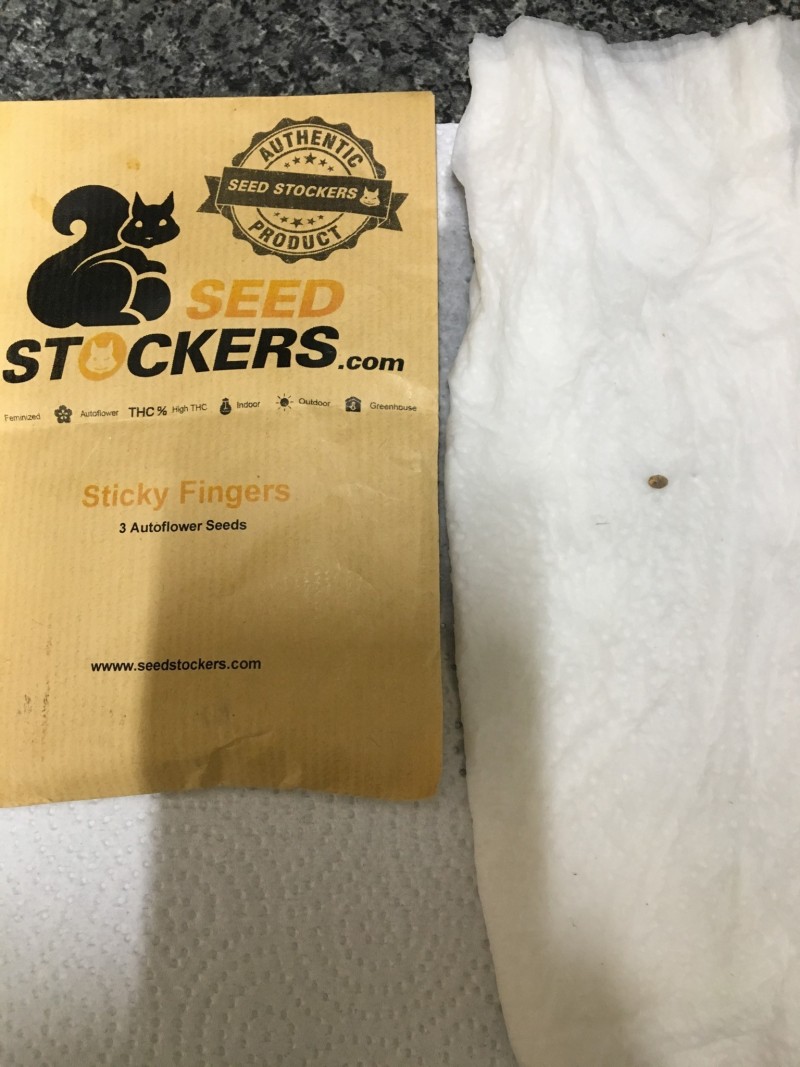 AUTHENTIC
SEED STOCKERS
PRODUCT
SEED
STOCKERS.com
Feminized Autoflower THC % High THC Indoor Outdoor Greenhouse
Sticky Fingers
3 Autoflower Seeds
wwww.seedstockers.com